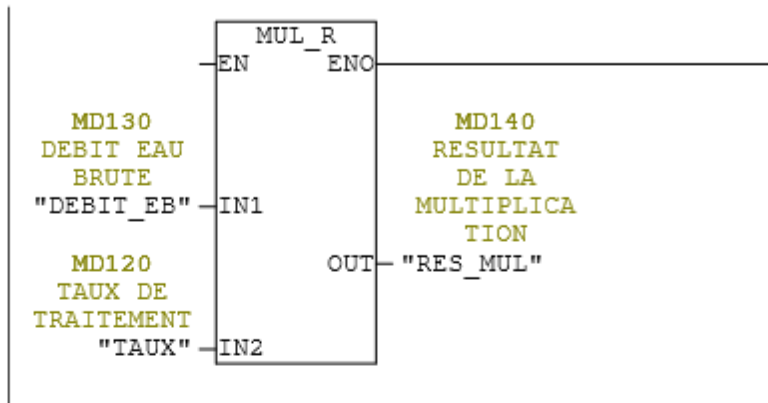 MUL_R
EN ENO
MD130
DEBIT EAU
BRUTE
"DEBIT_EB" IN1
MD120
TAUX DE
TRAITEMENT
"TAUX" IN2
MD140
RESULTAT
DE LA
MULTIPLICA
TION
OUT "RES_MUL"